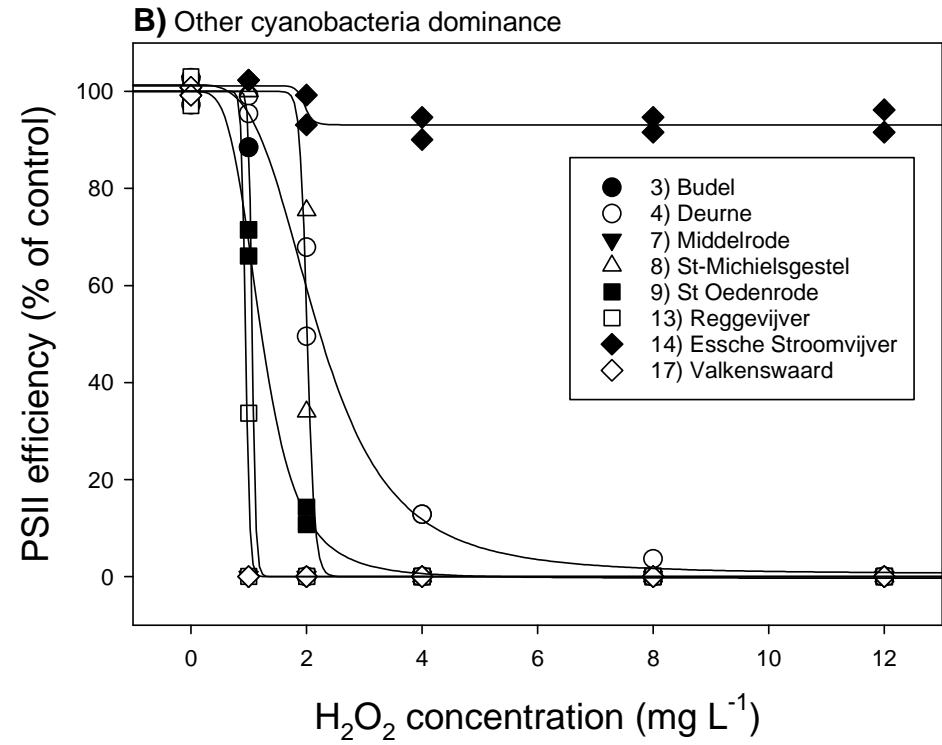 B) Other cyanobacteria dominance
PSII efficiency (% of control)
100
80
60
40
20
0
3) Budel
4) Deurne
7) Middelrode
8) St-Michielsgestel
9) St Oedenrode
13) Reggevijver
14) Essche Stroomvijver
17) Valkenswaard
0 2 4 6 8 10 12
H₂O₂ concentration (mg L⁻¹)